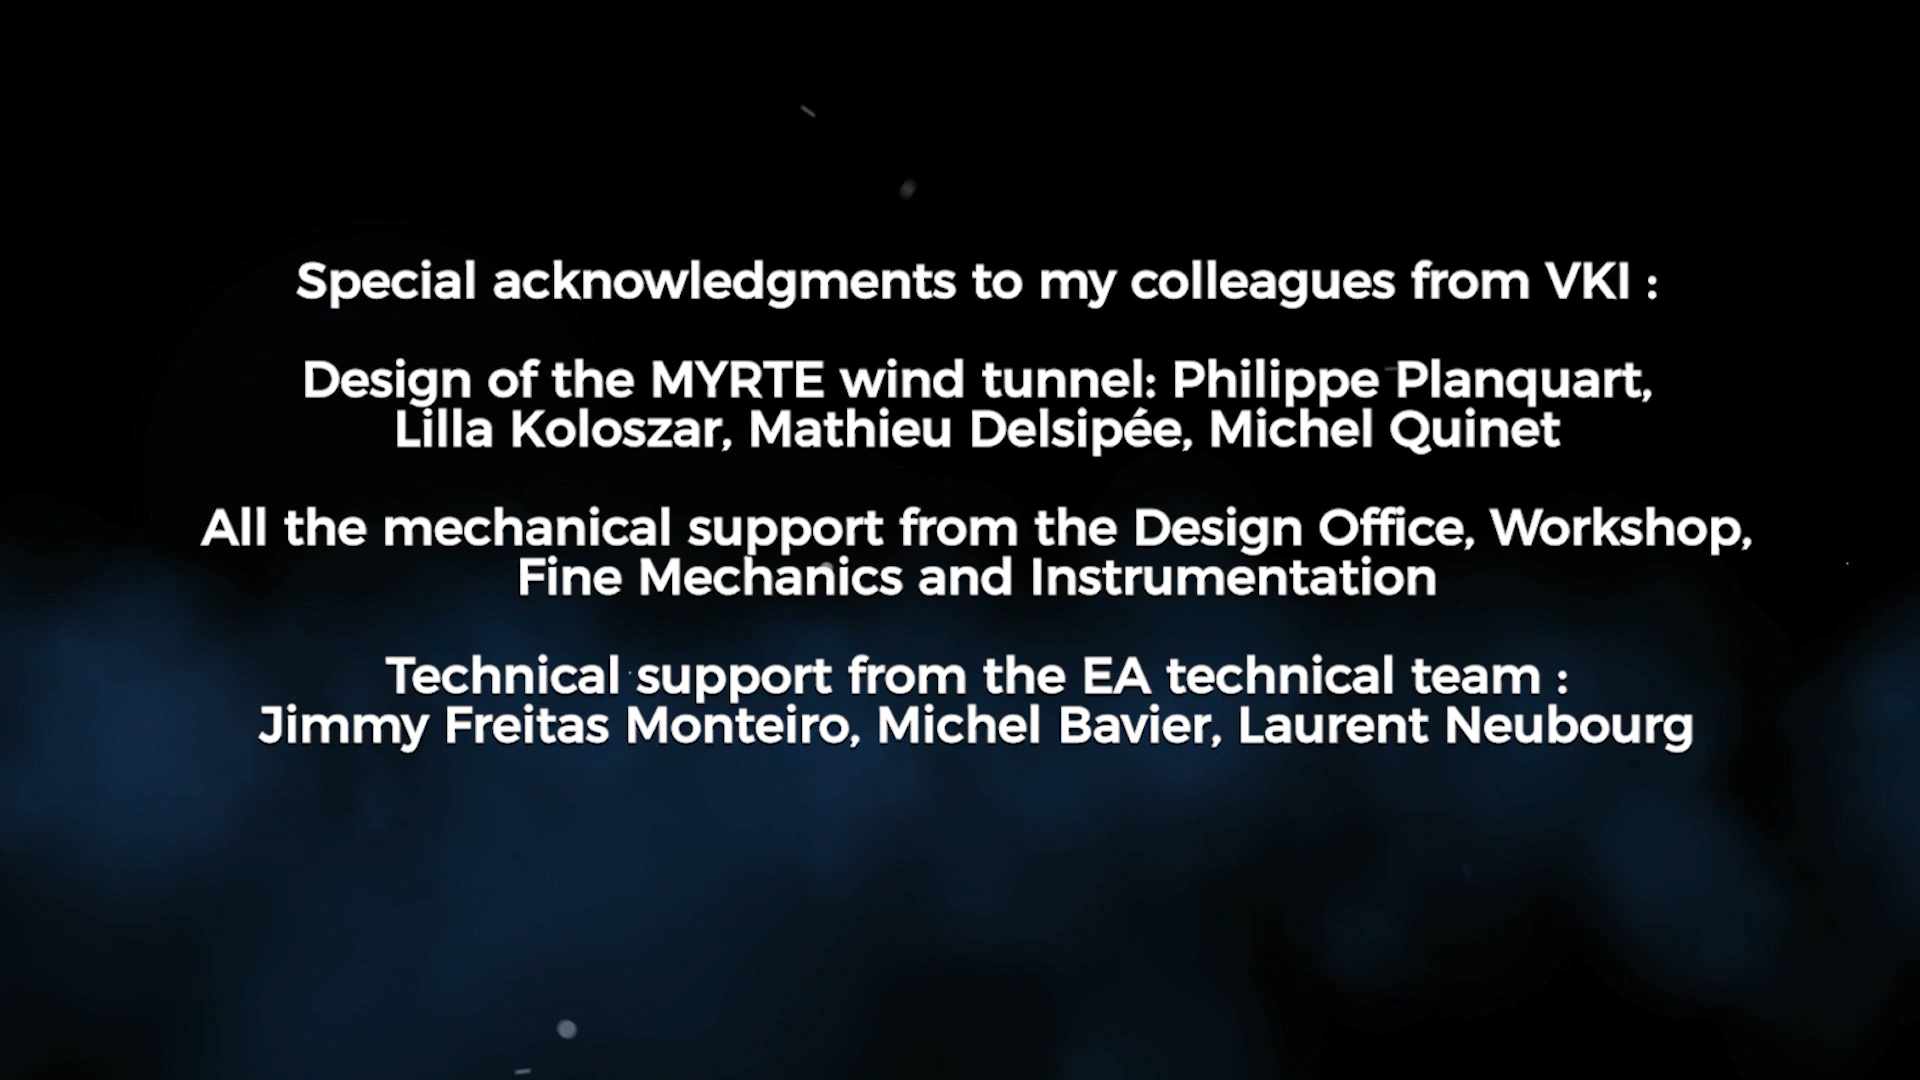 Special acknowledgments to my colleagues from VKI :
Design of the MYRTE wind tunnel: Philippe Planquart,
Lilla Koloszar, Mathieu Delsipée, Michel Quinet
All the mechanical support from the Design Office, Workshop,
Fine Mechanics and Instrumentation
Technical support from the EA technical team :
Jimmy Freitas Monteiro, Michel Bavier, Laurent Neubourg